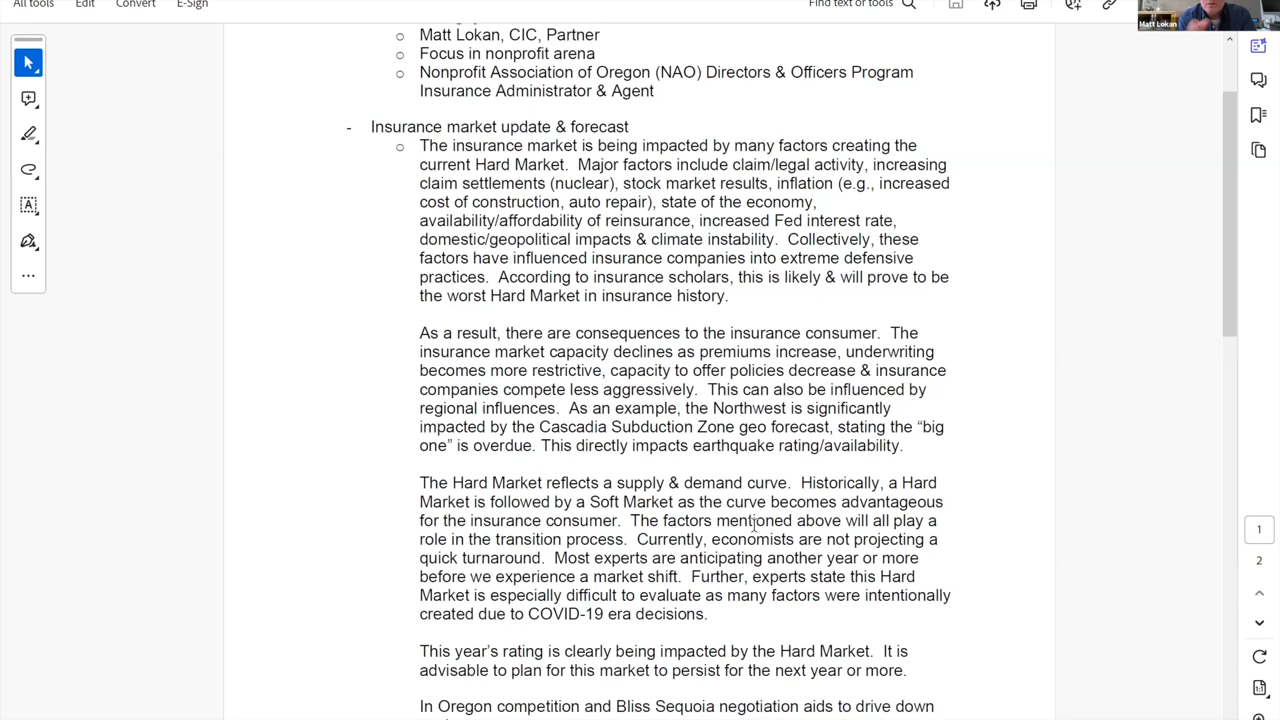 All tools
Edit
Convert
E-Sign
Find text or tools
Matt Lokan
o Matt Lokan, CIC, Partner
o Focus in nonprofit arena
o Nonprofit Association of Oregon (NAO) Directors & Officers Program
Insurance Administrator & Agent
- Insurance market update & forecast
o The insurance market is being impacted by many factors creating the
current Hard Market. Major factors include claim/legal activity, increasing
claim settlements (nuclear), stock market results, inflation (e.g., increased
cost of construction, auto repair), state of the economy,
availability/affordability of reinsurance, increased Fed interest rate,
domestic/geopolitical impacts & climate instability. Collectively, these
factors have influenced insurance companies into extreme defensive
practices. According to insurance scholars, this is likely & will prove to be
the worst Hard Market in insurance history.
As a result, there are consequences to the insurance consumer. The
insurance market capacity declines as premiums increase, underwriting
becomes more restrictive, capacity to offer policies decrease & insurance
companies compete less aggressively. This can also be influenced by
regional influences. As an example, the Northwest is significantly
impacted by the Cascadia Subduction Zone geo forecast, stating the “big
one” is overdue. This directly impacts earthquake rating/availability.
The Hard Market reflects a supply & demand curve. Historically, a Hard
Market is followed by a Soft Market as the curve becomes advantageous
for the insurance consumer. The factors mentioned above will all play a
role in the transition process. Currently, economists are not projecting a
quick turnaround. Most experts are anticipating another year or more
before we experience a market shift. Further, experts state this Hard
Market is especially difficult to evaluate as many factors were intentionally
created due to COVID-19 era decisions.
This year’s rating is clearly being impacted by the Hard Market. It is
advisable to plan for this market to persist for the next year or more.
In Oregon competition and Bliss Sequoia negotiation aids to drive down
1
2